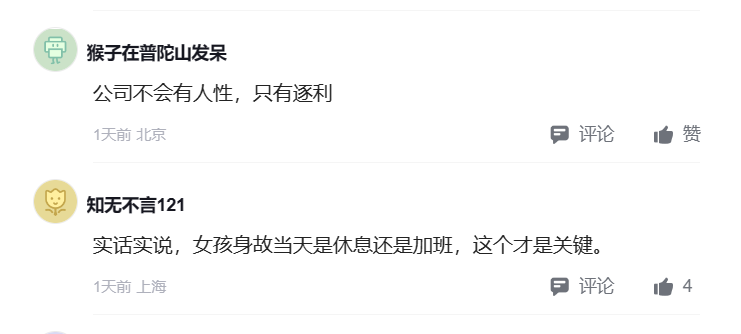 猴子在普陀山发呆
公司不会有人性，只有逐利
1天前 北京 评论 赞
知无不言121
实话实说，女孩身故当天是休息还是加班，这个才是关键。
1天前 上海 评论 4